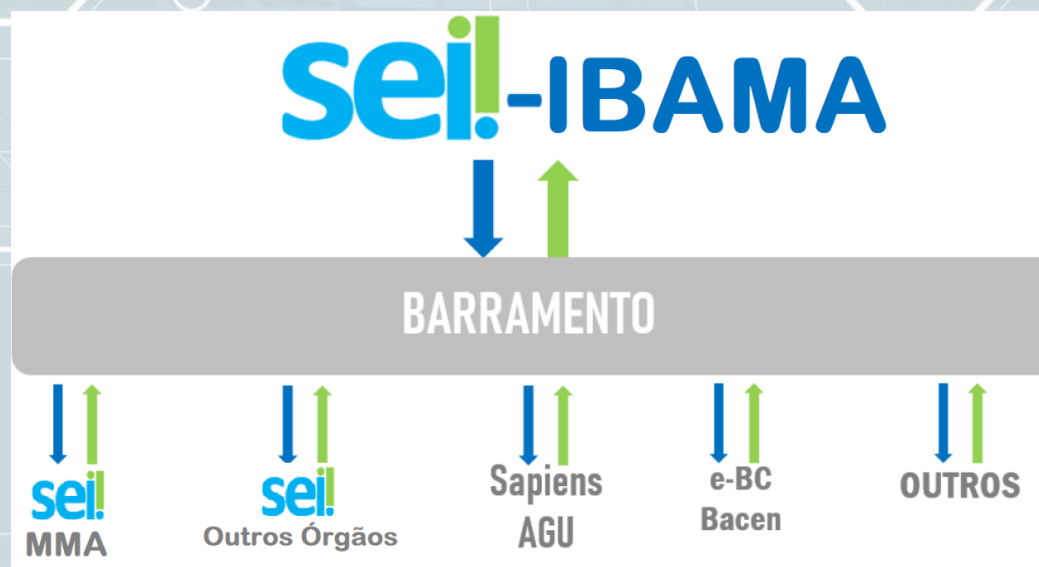 sei!-IBAMA
BARRAMENTO
sei!
MMA
sei!
Outros Órgãos
Sapiens
AGU
e-BC
Bacen
OUTROS